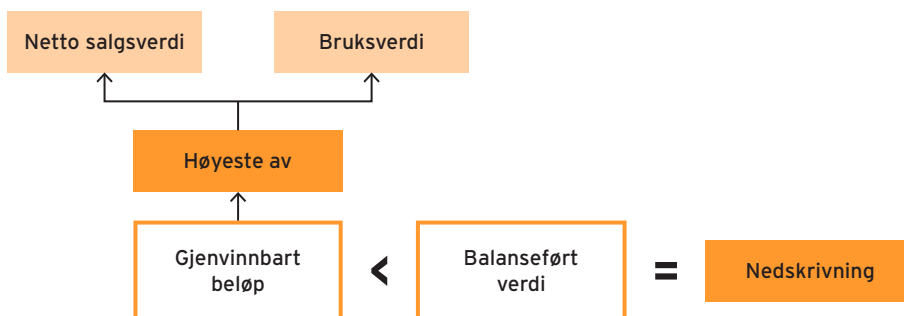 Netto salgsverdi
Bruksverdi
Høyeste av
Gjenvinnbart
beløp
<
Balanseført
verdi
=
Nedskrivning